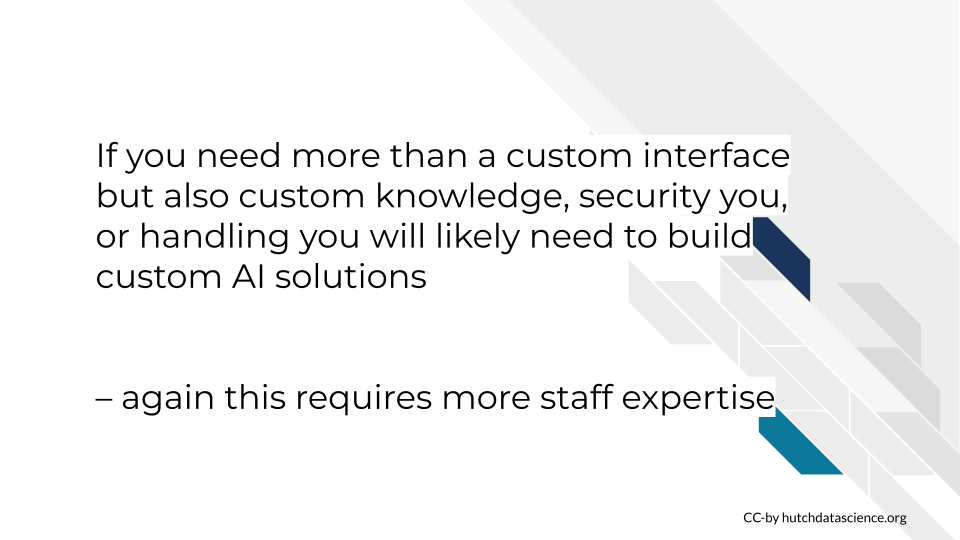 If you need more than a custom interface
but also custom knowledge, security you,
or handling you will likely need to build
custom AI solutions
– again this requires more staff expertise
CC-by hutchdatascience.org